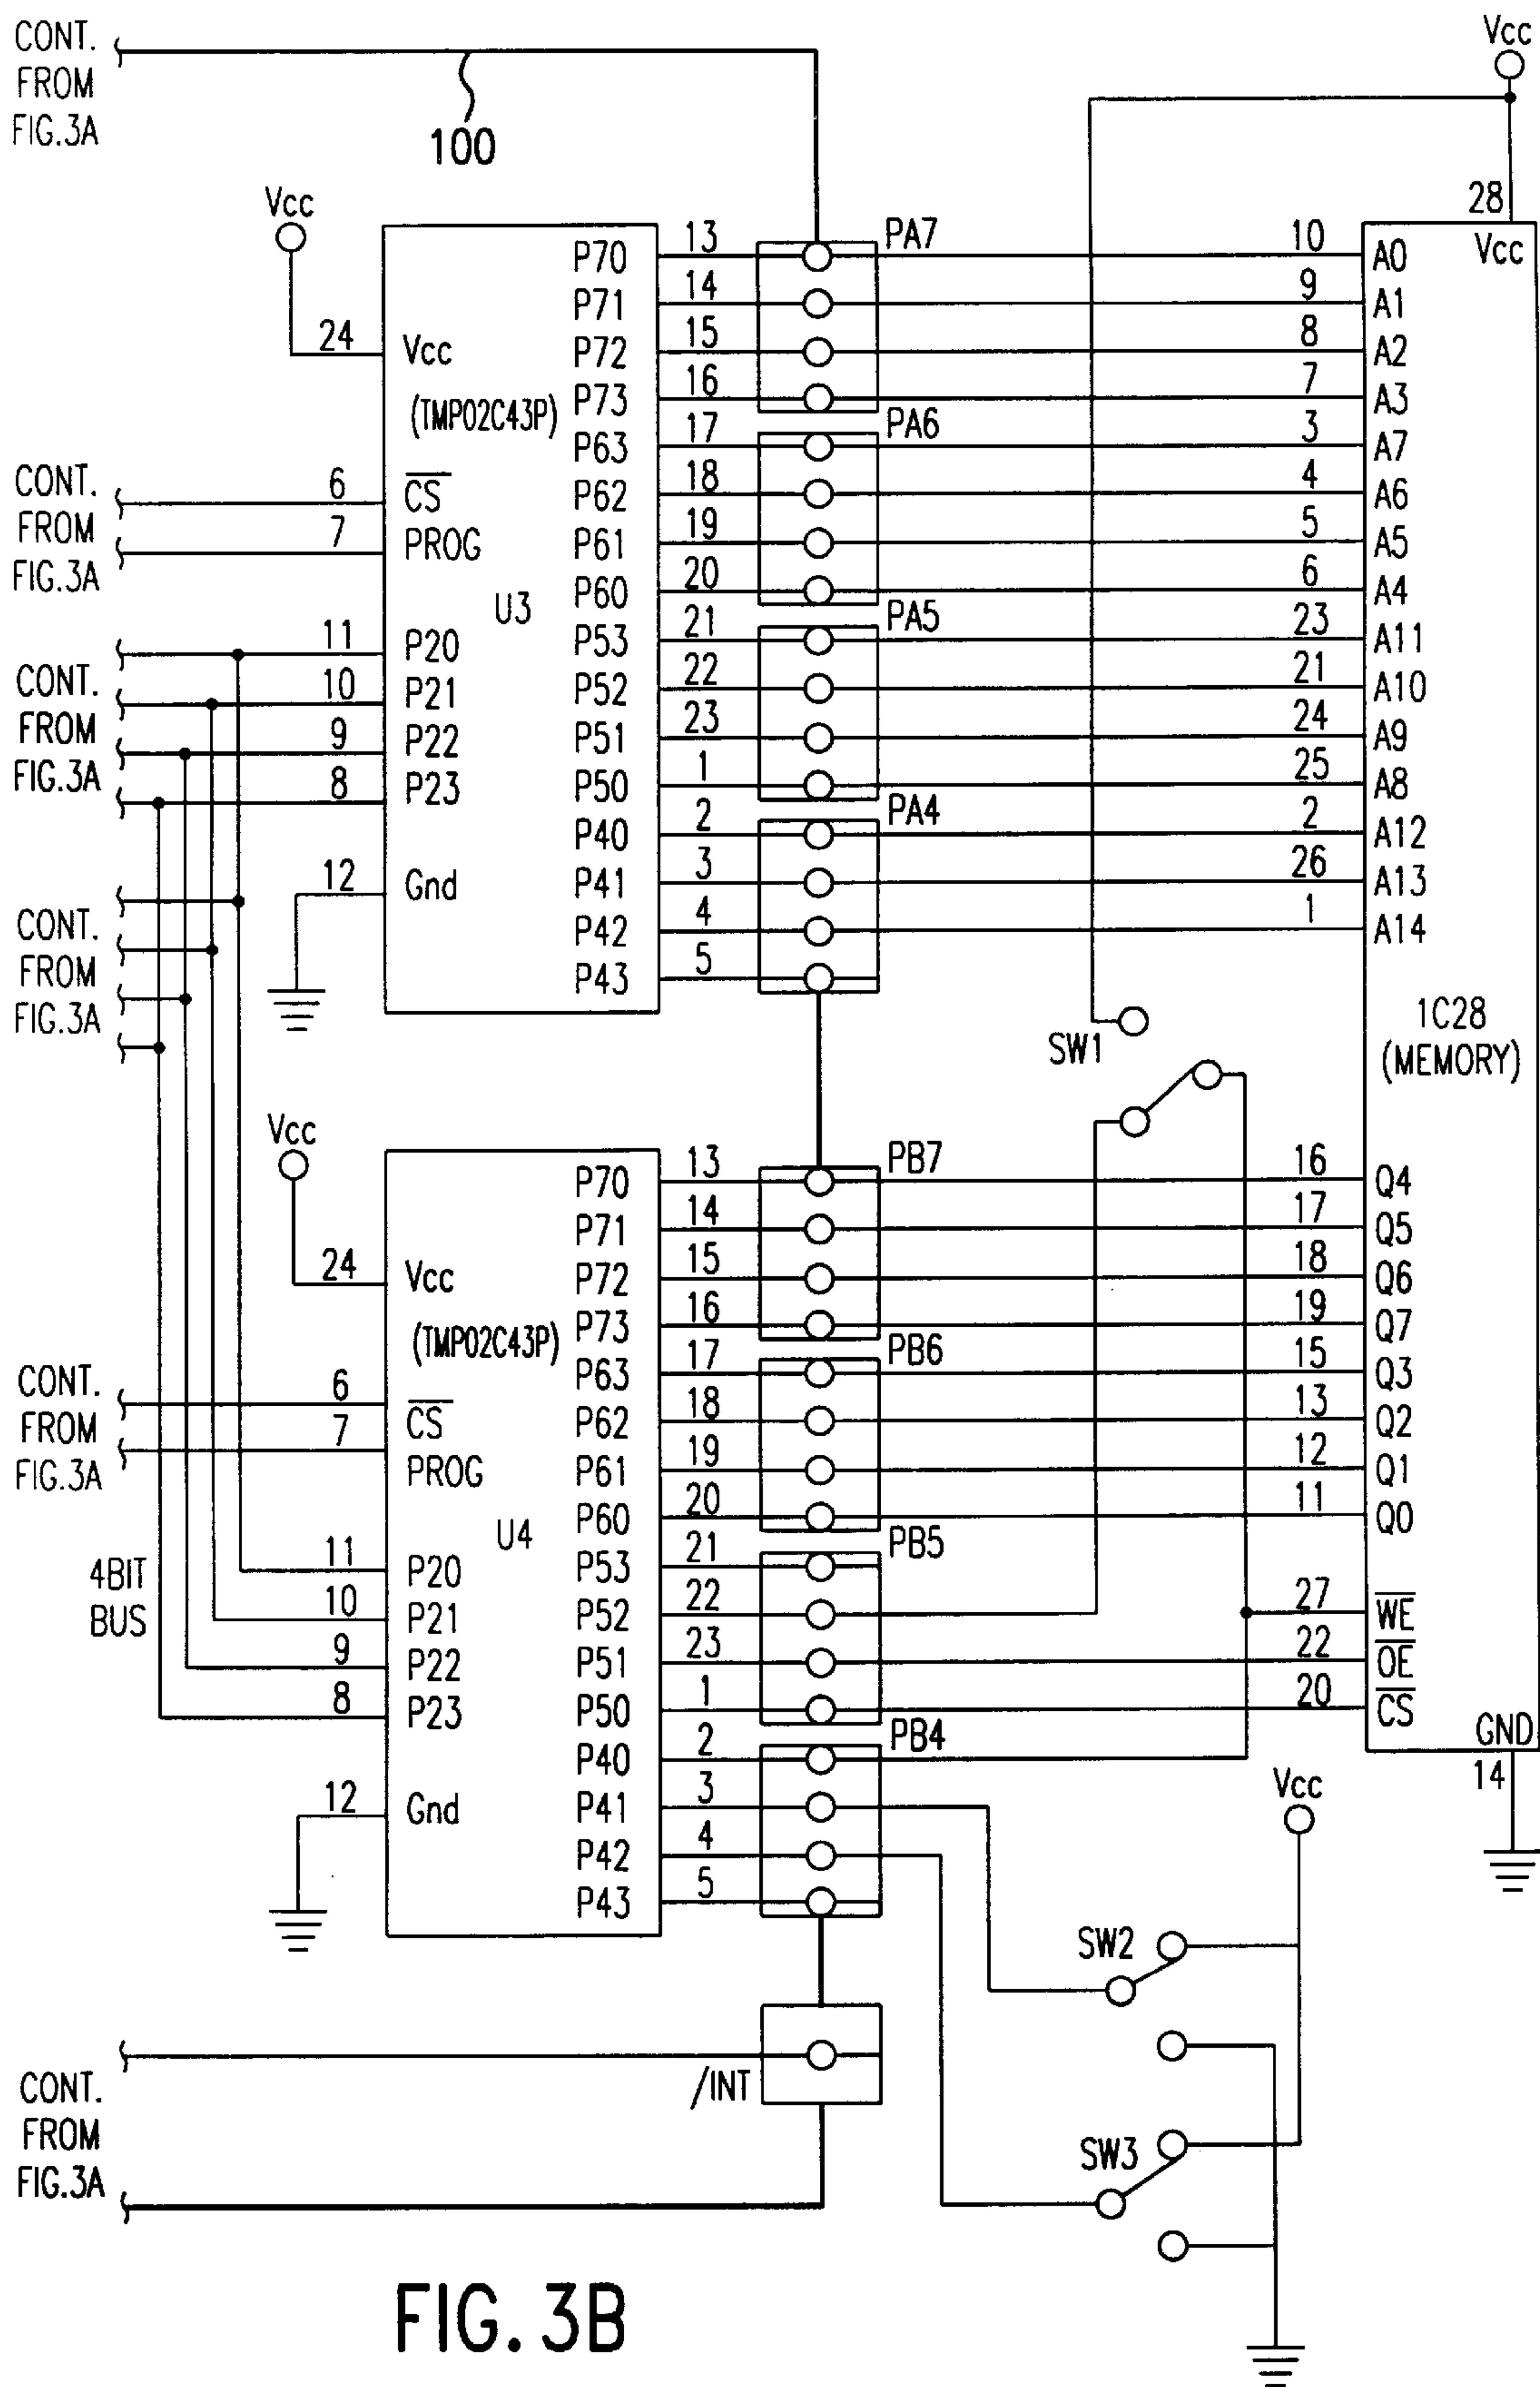 CONT.
FROM
FIG.3A
100
Vcc
Vcc
28
Vcc
24
Vcc
(TMP02C43P)
CONT.
FROM
FIG.3A
6
CS
7
PROG
U3
CONT.
FROM
FIG.3A
11
P20
10
P21
9
P22
8
P23
12
Gnd
CONT.
FROM
FIG.3A
P70 13 PA7 10 A0
P71 14 9 A1
P72 15 8 A2
P73 16 7 A3
P63 17 PA6 3 A7
P62 18 4 A6
P61 19 5 A5
P60 20 6 A4
P53 21 PA5 23 A11
P52 22 21 A10
P51 23 24 A9
P50 1 25 A8
P40 2 PA4 2 A12
P41 3 26 A13
P42 4 1 A14
P43 5
1C28
(MEMORY)
SW1
Vcc
24
Vcc
(TMP02C43P)
CONT.
FROM
FIG.3A
6
CS
7
PROG
U4
4BIT
BUS
11
P20
10
P21
9
P22
8
P23
12
Gnd
P70 13 PB7 16 Q4
P71 14 17 Q5
P72 15 18 Q6
P73 16 19 Q7
P63 17 PB6 15 Q3
P62 18 13 Q2
P61 19 12 Q1
P60 20 11 Q0
P53 21 PB5
P52 22 27 WE
P51 23 22 OE
P50 1 20 CS
P40 2 PB4
GND
14
P41 3
P42 4
P43 5
Vcc
SW2
/INT
CONT.
FROM
FIG.3A
SW3
FIG. 3B